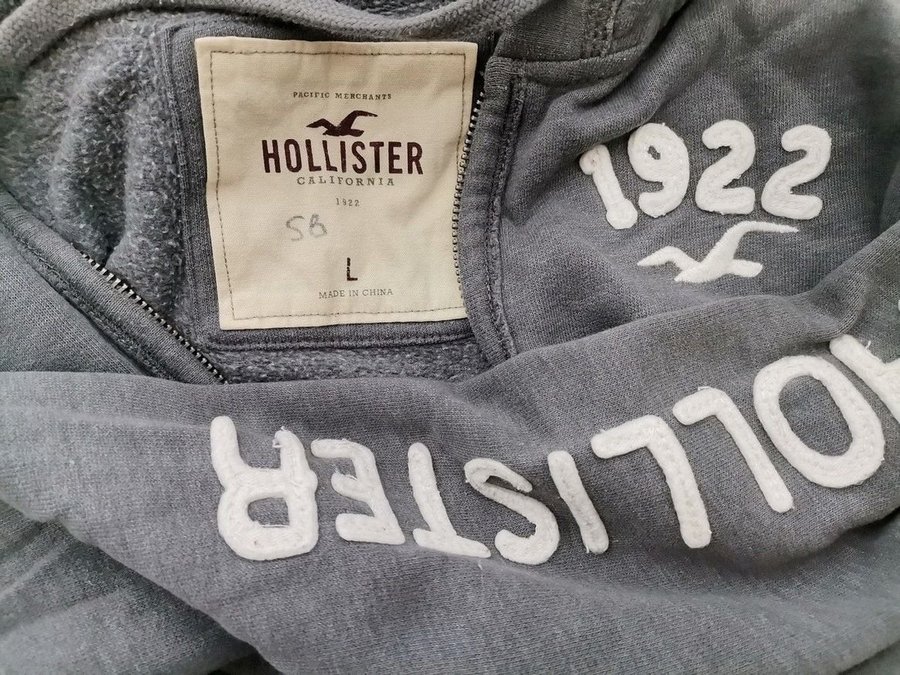 PACIFIC MERCHANTS
HOLLISTER
CALIFORNIA
1922
SB
L
MADE IN CHINA
1922
HOLLISTER